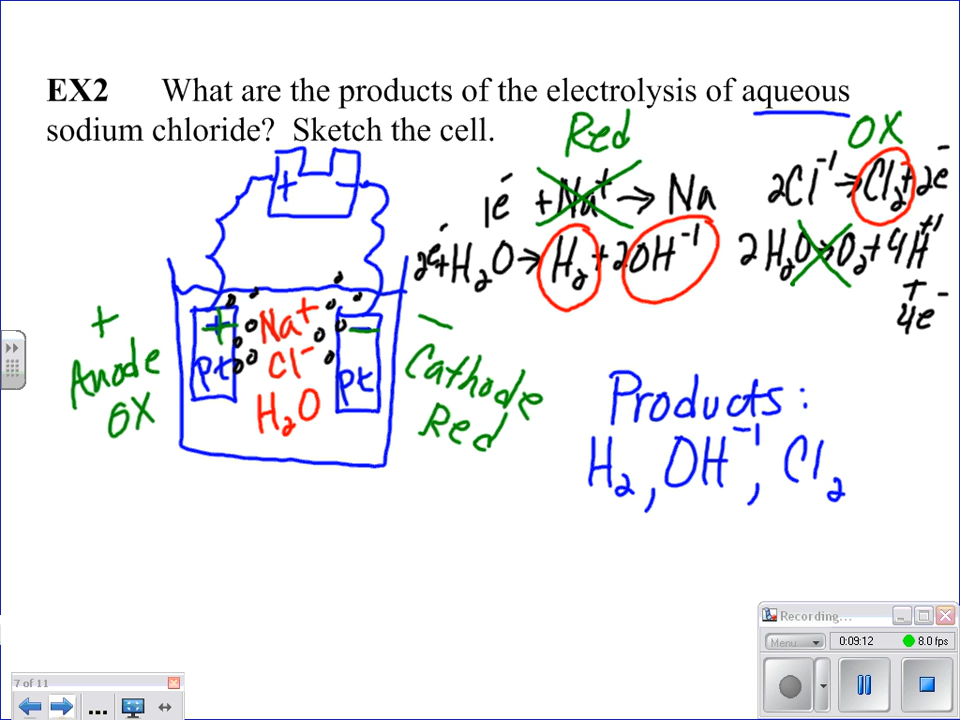 EX2 What are the products of the electrolysis of aqueous
sodium chloride? Sketch the cell.
Red
OX
1e⁻ + Na⁺ → Na
2Cl⁻¹ → Cl₂ + 2e⁻
2e⁻ + H₂O → H₂ + 2OH⁻¹
2H₂O → O₂ + 4H⁺¹
+
4e⁻
+ −
+
Anode
OX
+
Pt
Na⁺
Cl⁻
H₂O
−
Pt
−
Cathode
Red
Products:
H₂, OH⁻¹, Cl₂
Recording...
Menu
0:09:12
8.0 fps
7 of 11
...